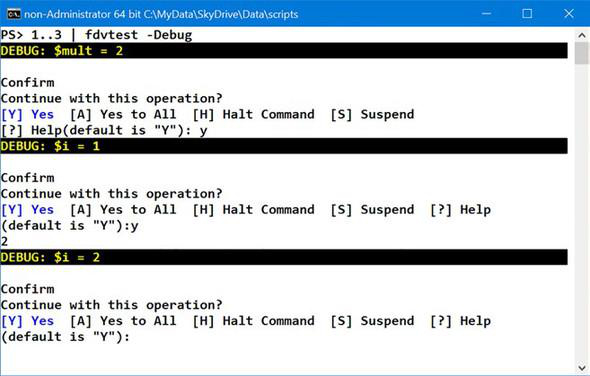 non-Administrator 64 bit C:\MyData\SkyDrive\Data\scripts
PS> 1..3 | fdvtest -Debug
DEBUG: $mult = 2
Confirm
Continue with this operation?
[Y] Yes  [A] Yes to All  [H] Halt Command  [S] Suspend
[?] Help(default is "Y"): y
DEBUG: $i = 1
Confirm
Continue with this operation?
[Y] Yes  [A] Yes to All  [H] Halt Command  [S] Suspend  [?] Help
(default is "Y"):y
2
DEBUG: $i = 2
Confirm
Continue with this operation?
[Y] Yes  [A] Yes to All  [H] Halt Command  [S] Suspend  [?] Help
(default is "Y"):